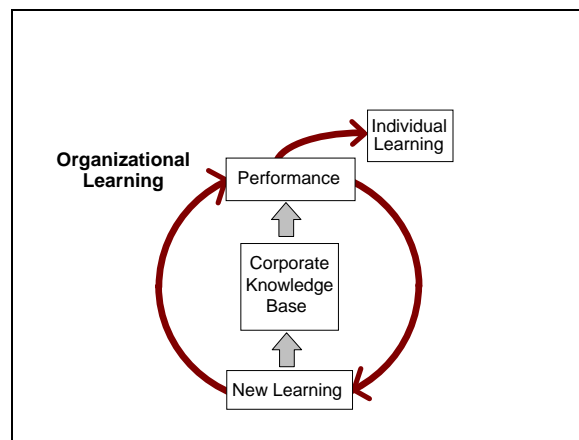 Individual
Learning
Organizational
Learning
Performance
Corporate
Knowledge
Base
New Learning